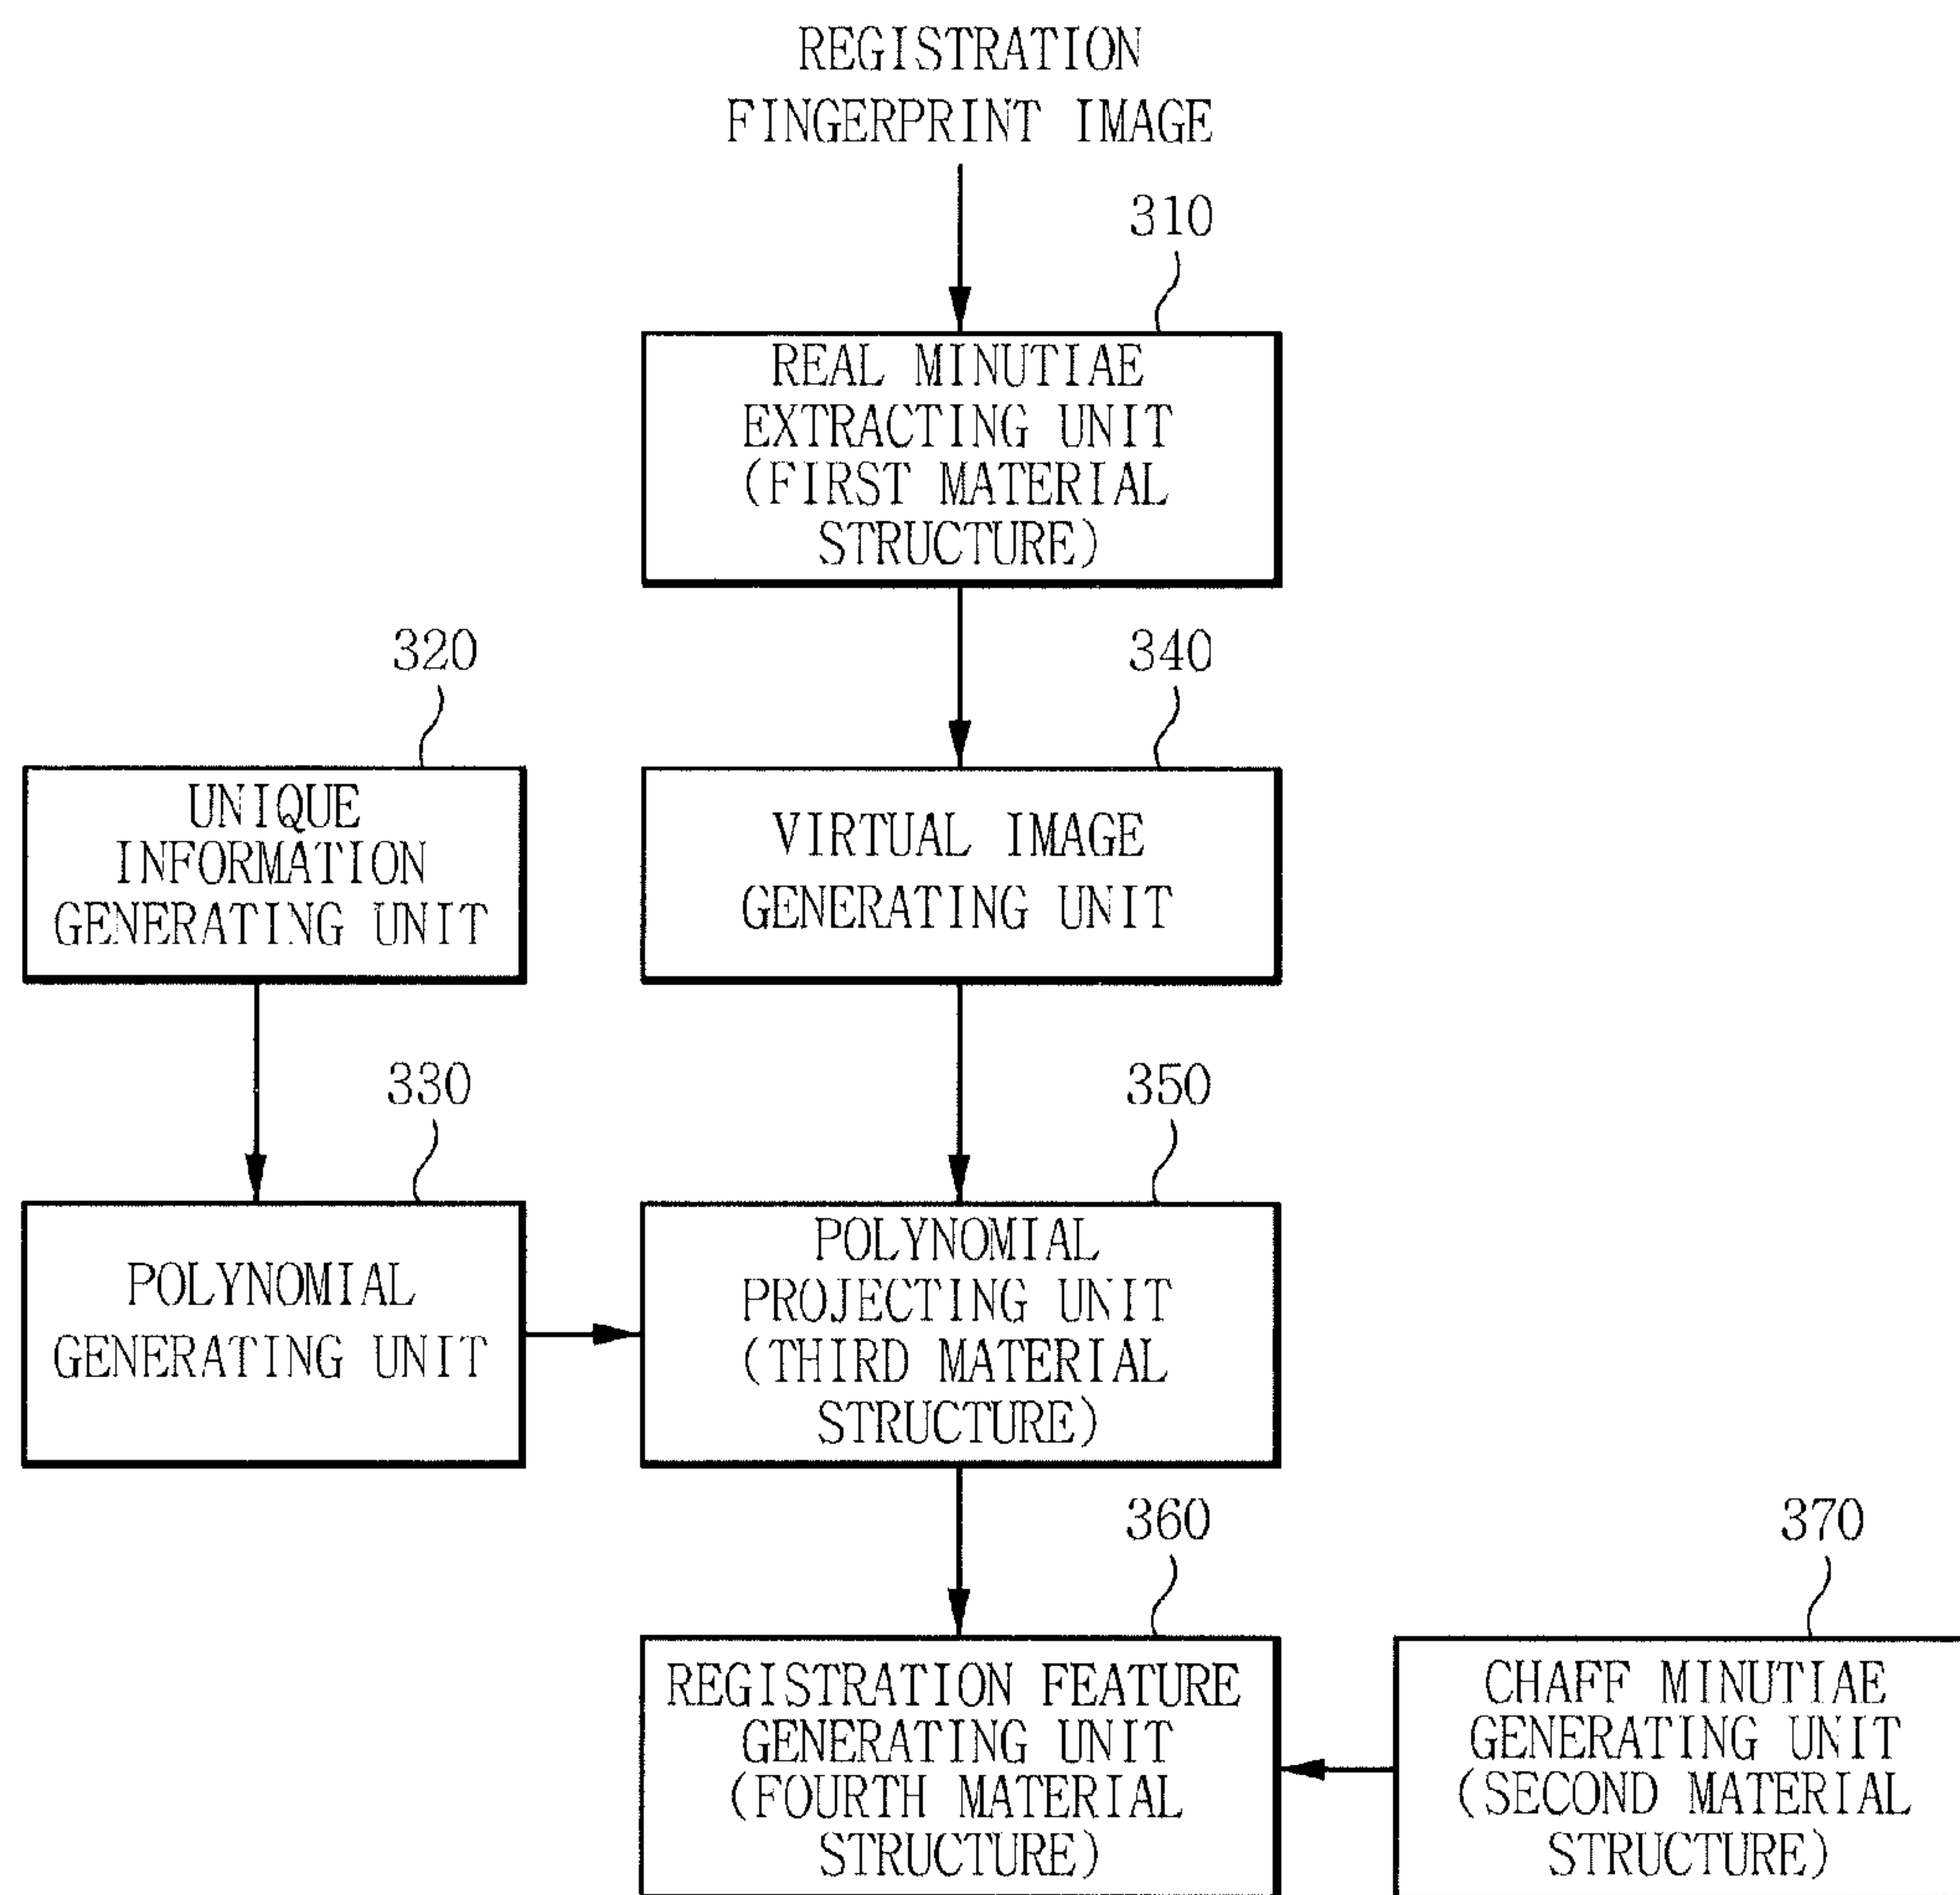 REGISTRATION
FINGERPRINT IMAGE
310
REAL MINUTIAE
EXTRACTING UNIT
(FIRST MATERIAL
STRUCTURE)
320
UNIQUE
INFORMATION
GENERATING UNIT
340
VIRTUAL IMAGE
GENERATING UNIT
330
POLYNOMIAL
GENERATING UNIT
350
POLYNOMIAL
PROJECTING UNIT
(THIRD MATERIAL
STRUCTURE)
360
REGISTRATION FEATURE
GENERATING UNIT
(FOURTH MATERIAL
STRUCTURE)
370
CHAFF MINUTIAE
GENERATING UNIT
(SECOND MATERIAL
STRUCTURE)